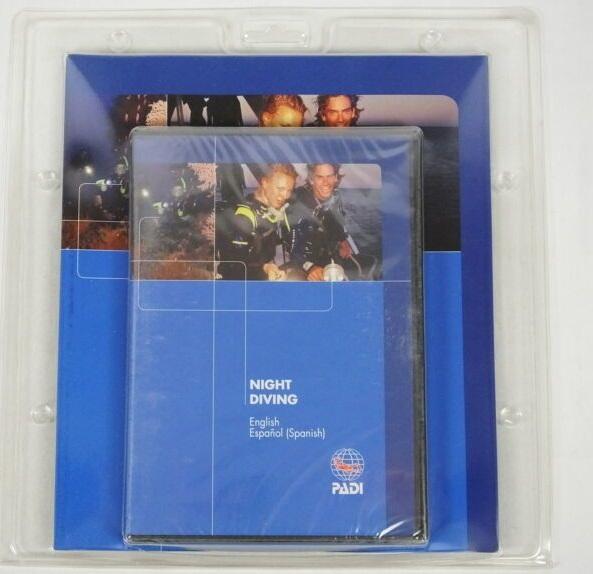 NIGHT
DIVING
English
Español (Spanish)
PADI